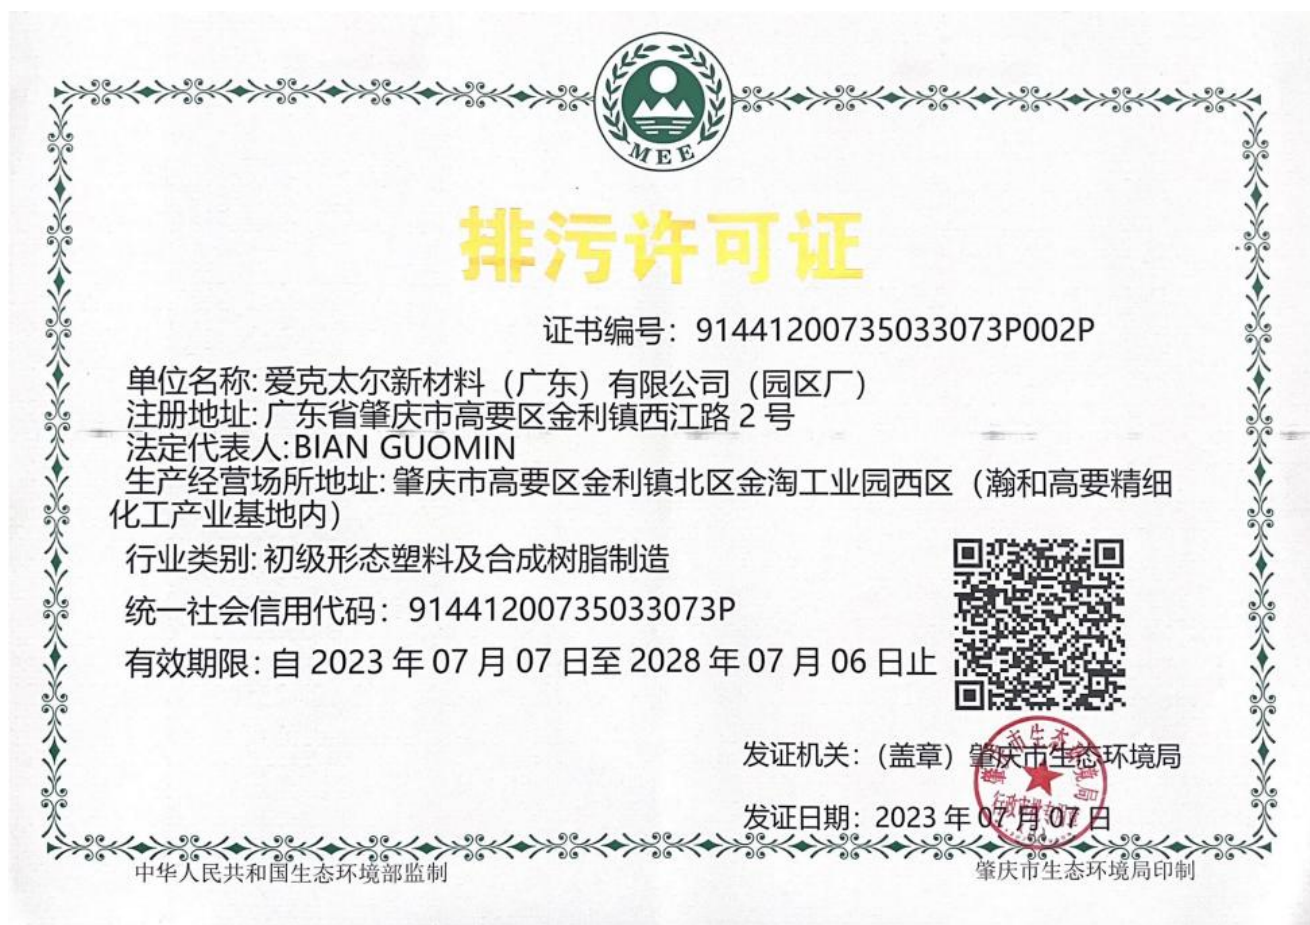 MEE
排污许可证
证书编号：91441200735033073P002P
单位名称:爱克太尔新材料（广东）有限公司（园区厂）
注册地址:广东省肇庆市高要区金利镇西江路 2 号
法定代表人:BIAN GUOMIN
生产经营场所地址:肇庆市高要区金利镇北区金淘工业园西区（瀚和高要精细
化工产业基地内）
行业类别:初级形态塑料及合成树脂制造
统一社会信用代码：91441200735033073P
有效期限:自 2023 年 07 月 07 日至 2028 年 07 月 06 日止
发证机关：（盖章）肇庆市生态环境局
肇庆市生态环境局
发证日期：2023 年 07 月 07 日
中华人民共和国生态环境部监制
肇庆市生态环境局印制